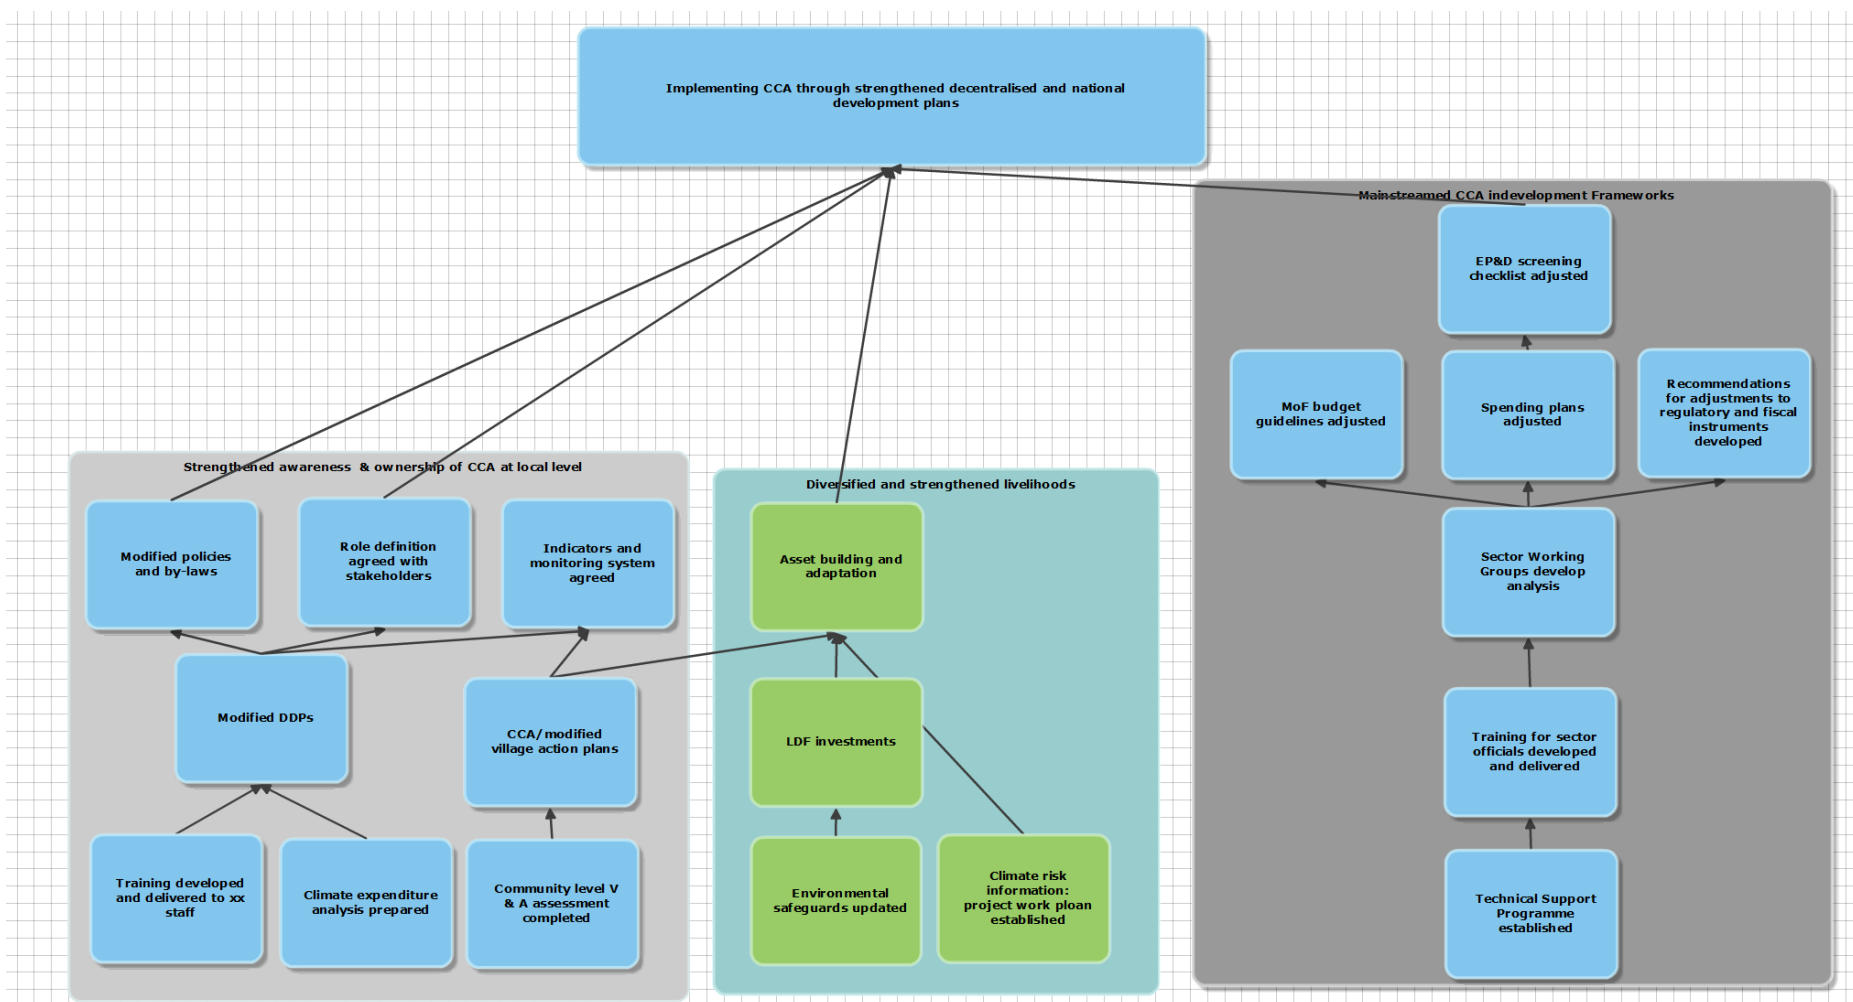 Implementing CCA through strengthened decentralised and national
development plans
Mainstreamed CCA indevelopment Frameworks
EP&D screening
checklist adjusted
MoF budget
guidelines adjusted
Spending plans
adjusted
Recommendations
for adjustments to
regulatory and fiscal
instruments
developed
Sector Working
Groups develop
analysis
Training for sector
officials developed
and delivered
Technical Support
Programme
established
Strengthened awareness & ownership of CCA at local level
Modified policies
and by-laws
Role definition
agreed with
stakeholders
Indicators and
monitoring system
agreed
Modified DDPs
CCA/modified
village action plans
Training developed
and delivered to xx
staff
Climate expenditure
analysis prepared
Community level V
& A assessment
completed
Diversified and strengthened livelihoods
Asset building and
adaptation
LDF investments
Environmental
safeguards updated
Climate risk
information:
project work ploan
established